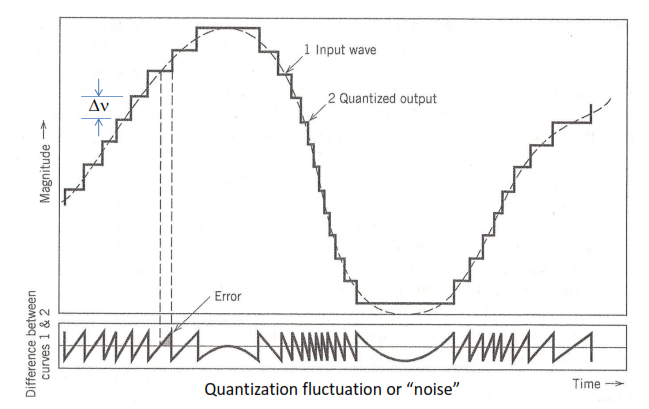 1 Input wave
2 Quantized output
Δν
Magnitude →
Error
Difference between
curves 1 & 2
Time →
Quantization fluctuation or “noise”